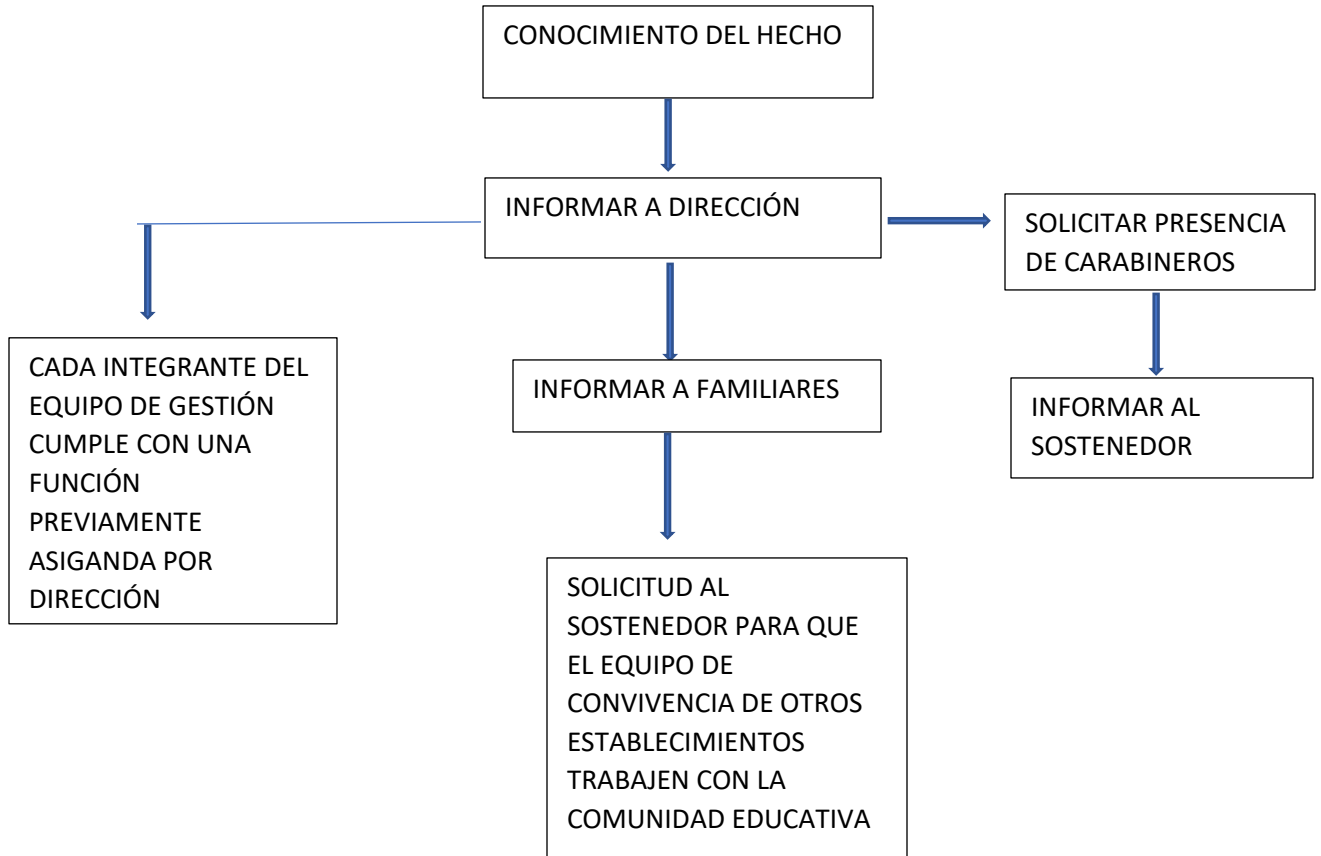 CONOCIMIENTO DEL HECHO
INFORMAR A DIRECCIÓN
SOLICITAR PRESENCIA
DE CARABINEROS
CADA INTEGRANTE DEL
EQUIPO DE GESTIÓN
CUMPLE CON UNA
FUNCIÓN
PREVIAMENTE
ASIGANDA POR
DIRECCIÓN
INFORMAR A FAMILIARES
INFORMAR AL
SOSTENEDOR
SOLICITUD AL
SOSTENEDOR PARA QUE
EL EQUIPO DE
CONVIVENCIA DE OTROS
ESTABLECIMIENTOS
TRABAJEN CON LA
COMUNIDAD EDUCATIVA